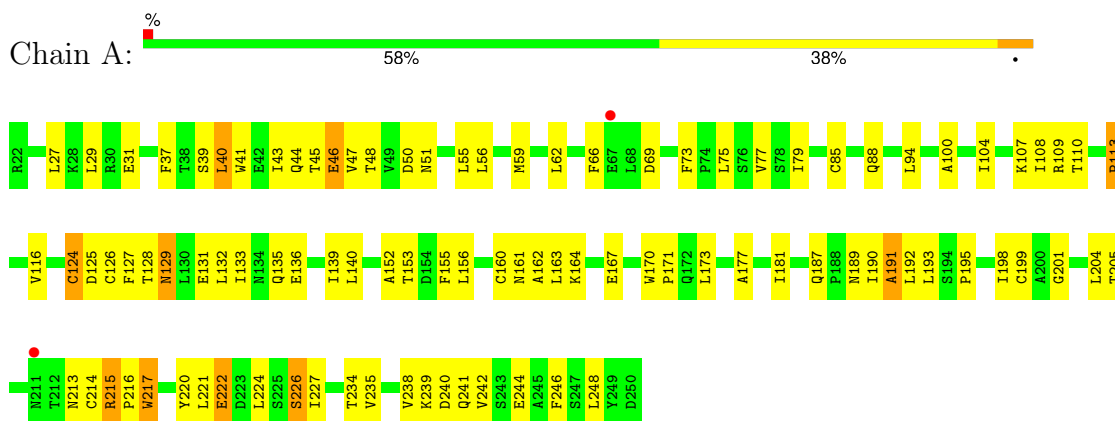 %
Chain A:
58% 38% •
R22 L27 K28 L29 R30 E31 F37 T38 S39 L40 W41 E42 I43 Q44 T45 E46 V47 T48 V49 D50 N51 L55 L56 M59 L62 F66 E67 L68 D69 F73 P74 L75 S76 V77 S78 I79 C85 Q88 L94 A100 I104 K107 I108 R109 T110
V116 C124 D125 C126 F127 T128 N129 L130 E131 L132 I133 N134 Q135 E136 I139 L140 A152 T153 D154 F155 L156 C160 N161 A162 L163 K164 E167 W170 P171 Q172 L173 A177 I181 Q187 P188 N189 I190 A191 L192 L193 S194 P195 I198 C199 A200 G201 L204
N211 T212 N213 C214 R215 P216 W217 Y220 L221 E222 D223 L224 S225 S226 I227 T234 V235 V238 K239 D240 Q241 V242 S243 E244 A245 F246 S247 L248 Y249 D250